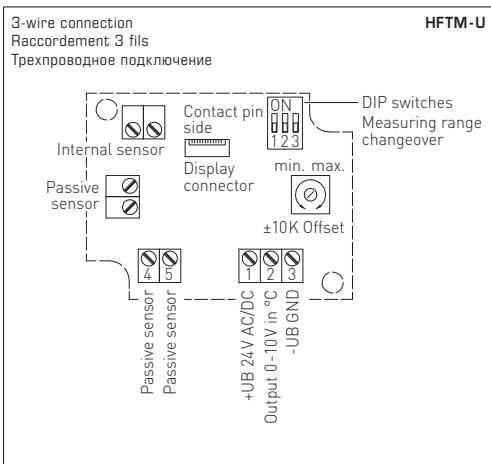 3-wire connection
HFTM-U
Raccordement 3 fils
Трехпроводное подключение
ON
1 2 3
DIP switches
Measuring range
changeover
Contact pin
side
Internal sensor
Display
connector
min. max.
±10K Offset
Passive
sensor
4 5
1 2 3
Passive sensor
Passive sensor
+UB 24V AC/DC
Output 0-10V in °C
-UB GND